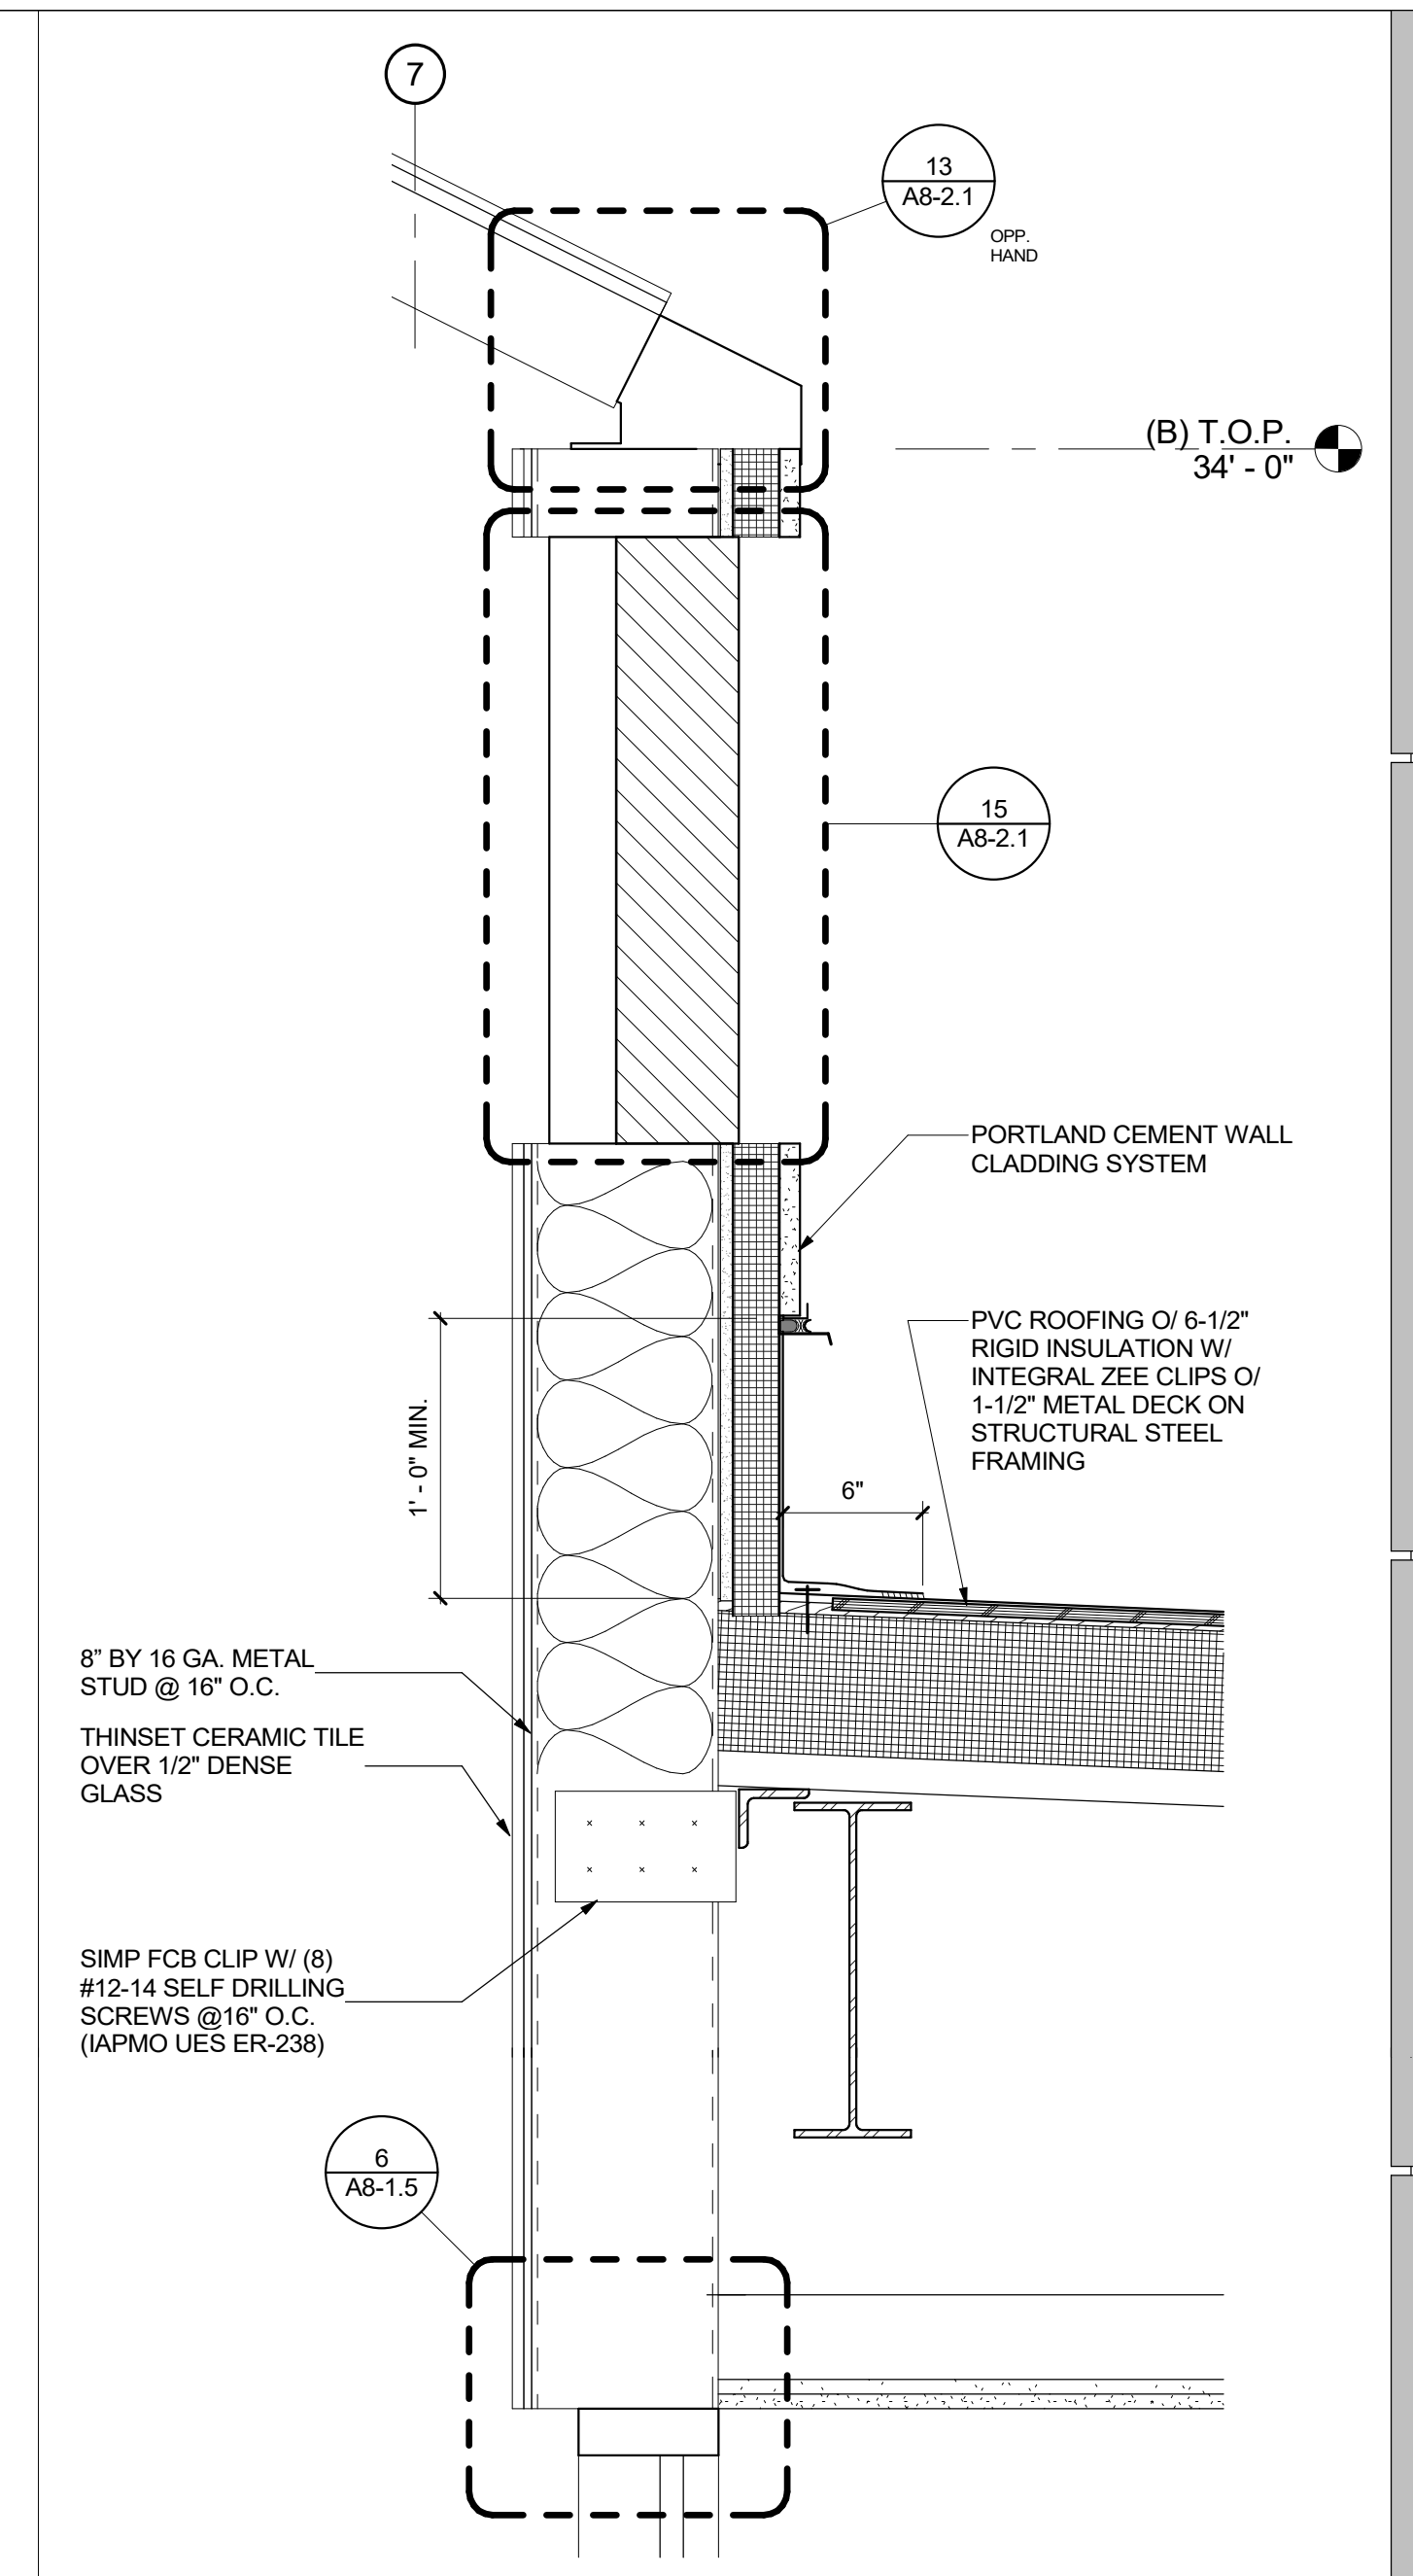 7
13
A8-2.1
OPP.
HAND
(B) T.O.P.
34' - 0"
15
A8-2.1
PORTLAND CEMENT WALL
CLADDING SYSTEM
PVC ROOFING O/ 6-1/2"
RIGID INSULATION W/
INTEGRAL ZEE CLIPS O/
1-1/2" METAL DECK ON
STRUCTURAL STEEL
FRAMING
1' - 0" MIN.
6"
8” BY 16 GA. METAL
STUD @ 16" O.C.
THINSET CERAMIC TILE
OVER 1/2" DENSE
GLASS
SIMP FCB CLIP W/ (8)
#12-14 SELF DRILLING
SCREWS @16" O.C.
(IAPMO UES ER-238)
6
A8-1.5